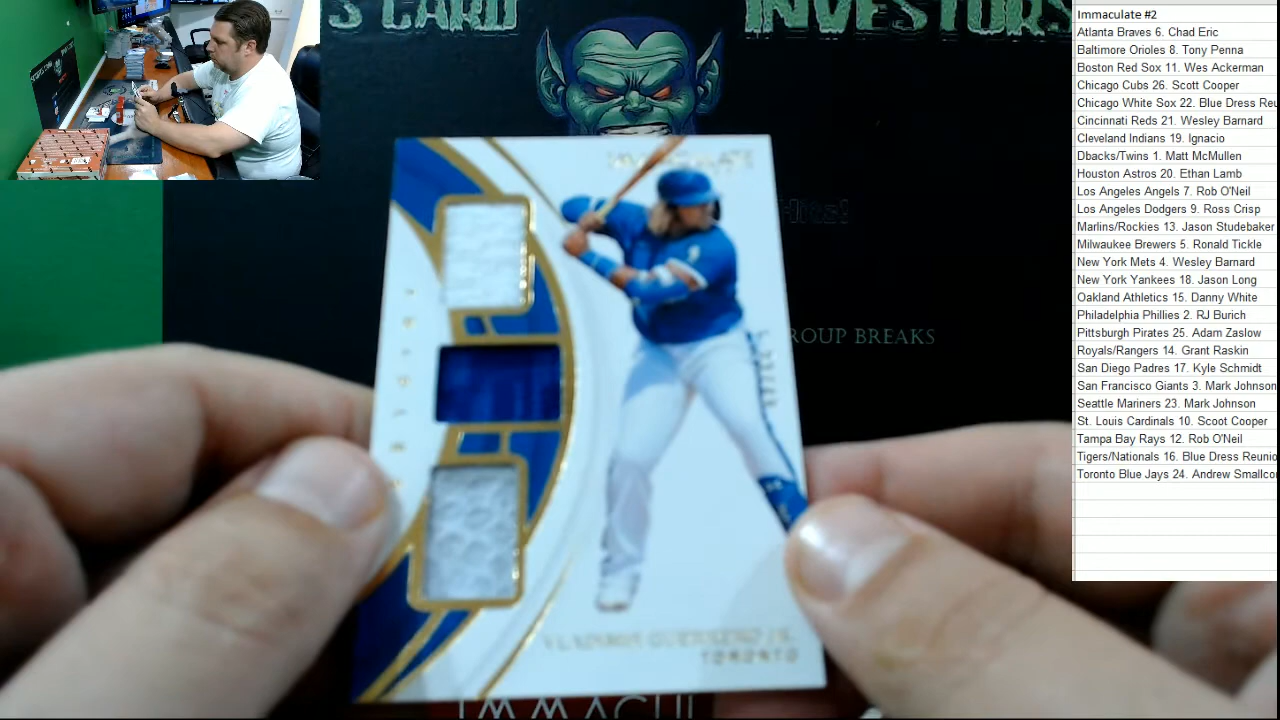 S CARD INVESTORS
Immaculate #2
Atlanta Braves 6. Chad Eric
Baltimore Orioles 8. Tony Penna
Boston Red Sox 11. Wes Ackerman
Chicago Cubs 26. Scott Cooper
Chicago White Sox 22. Blue Dress Reu
Cincinnati Reds 21. Wesley Barnard
Cleveland Indians 19. Ignacio
Dbacks/Twins 1. Matt McMullen
Houston Astros 20. Ethan Lamb
Los Angeles Angels 7. Rob O'Neil
Los Angeles Dodgers 9. Ross Crisp
Marlins/Rockies 13. Jason Studebaker
Milwaukee Brewers 5. Ronald Tickle
New York Mets 4. Wesley Barnard
New York Yankees 18. Jason Long
Oakland Athletics 15. Danny White
Philadelphia Phillies 2. RJ Burich
Pittsburgh Pirates 25. Adam Zaslow
Royals/Rangers 14. Grant Raskin
San Diego Padres 17. Kyle Schmidt
San Francisco Giants 3. Mark Johnson
Seattle Mariners 23. Mark Johnson
St. Louis Cardinals 10. Scoot Cooper
Tampa Bay Rays 12. Rob O'Neil
Tigers/Nationals 16. Blue Dress Reunio
Toronto Blue Jays 24. Andrew Smallco
IMMACULATE
Hits!
ROUP BREAKS
VLADIMIR GUERRERO JR.
TORONTO
IMMACUL